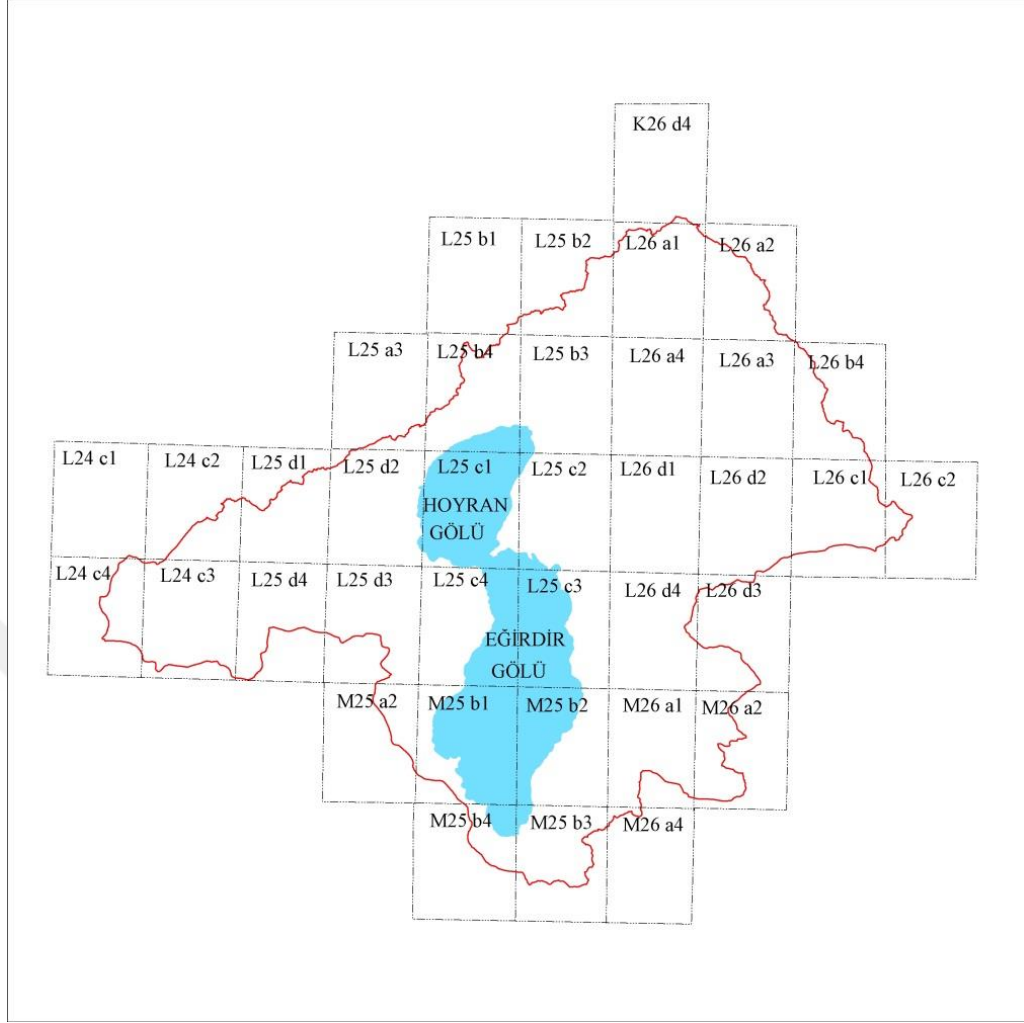 K26 d4
L25 b1
L25 b2
L26 a1
L26 a2
L25 a3
L25 b4
L25 b3
L26 a4
L26 a3
L26 b4
L24 c1
L24 c2
L25 d1
L25 d2
L25 c1
L25 c2
L26 d1
L26 d2
L26 c1
L26 c2
HOYRAN
GÖLÜ
L24 c4
L24 c3
L25 d4
L25 d3
L25 c4
L25 c3
L26 d4
L26 d3
EĞİRDİR
GÖLÜ
M25 a2
M25 b1
M25 b2
M26 a1
M26 a2
M25 b4
M25 b3
M26 a4